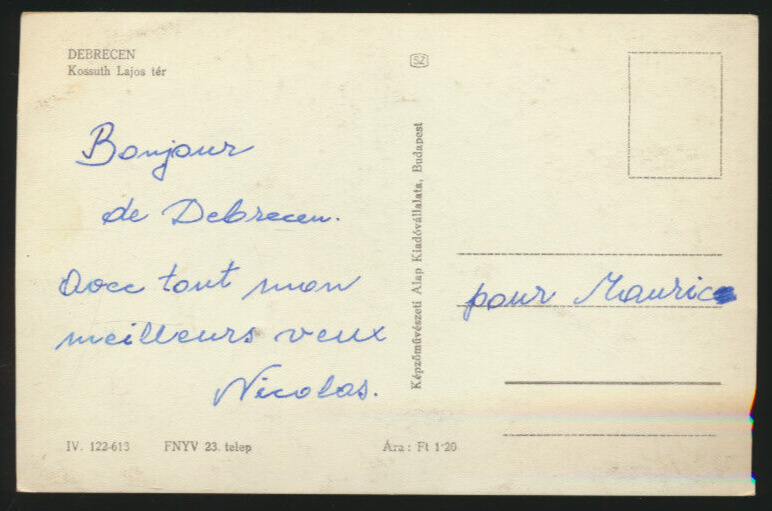 DEBRECEN
Kossuth Lajos tér
SZ
Bonjour
de Debrecen.
avec tout mon
meilleurs veux
Nicolas.
Képzőművészeti Alap Kiadóvállalata, Budapest
pour Maurice
IV. 122-613 FNYV 23. telep Ára: Ft 1·20